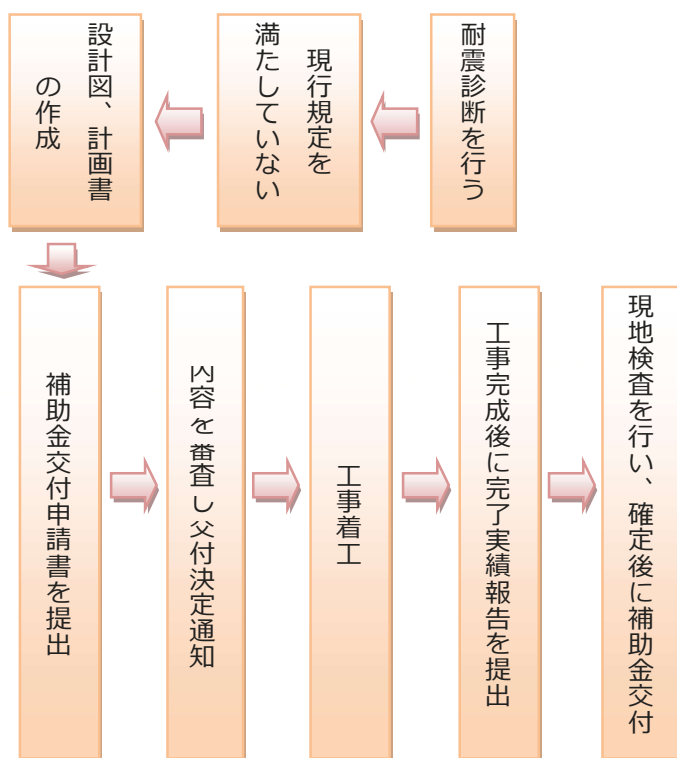 耐震診断を行う
現行規定を
満たしていない
設計図、計画書
の作成
補助金交付申請書を提出
内容を審査し交付決定通知
工事着工
工事完成後に完了実績報告を提出
現地検査を行い、確定後に補助金交付